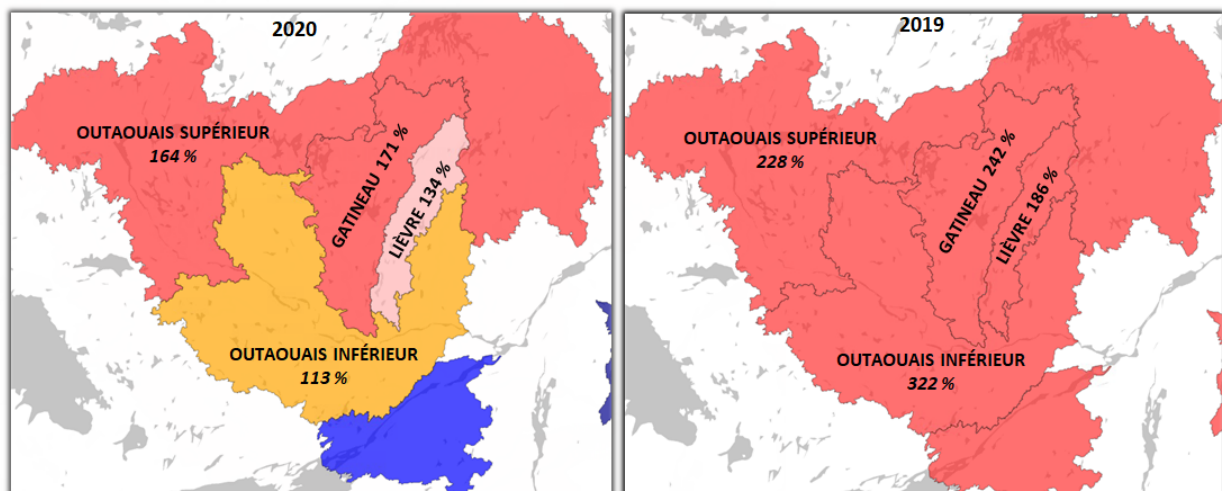 2020
OUTAOUAIS SUPÉRIEUR
164 %
GATINEAU 171 %
LIÈVRE 134 %
OUTAOUAIS INFÉRIEUR
113 %
2019
OUTAOUAIS SUPÉRIEUR
228 %
GATINEAU 242 %
LIÈVRE 186 %
OUTAOUAIS INFÉRIEUR
322 %